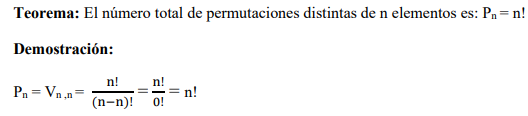 Teorema: El número total de permutaciones distintas de n elementos es: Pₙ = n!
Demostración:
Pₙ = Vₙ ,ₙ = n!/(n−n)! = n!/0! = n!